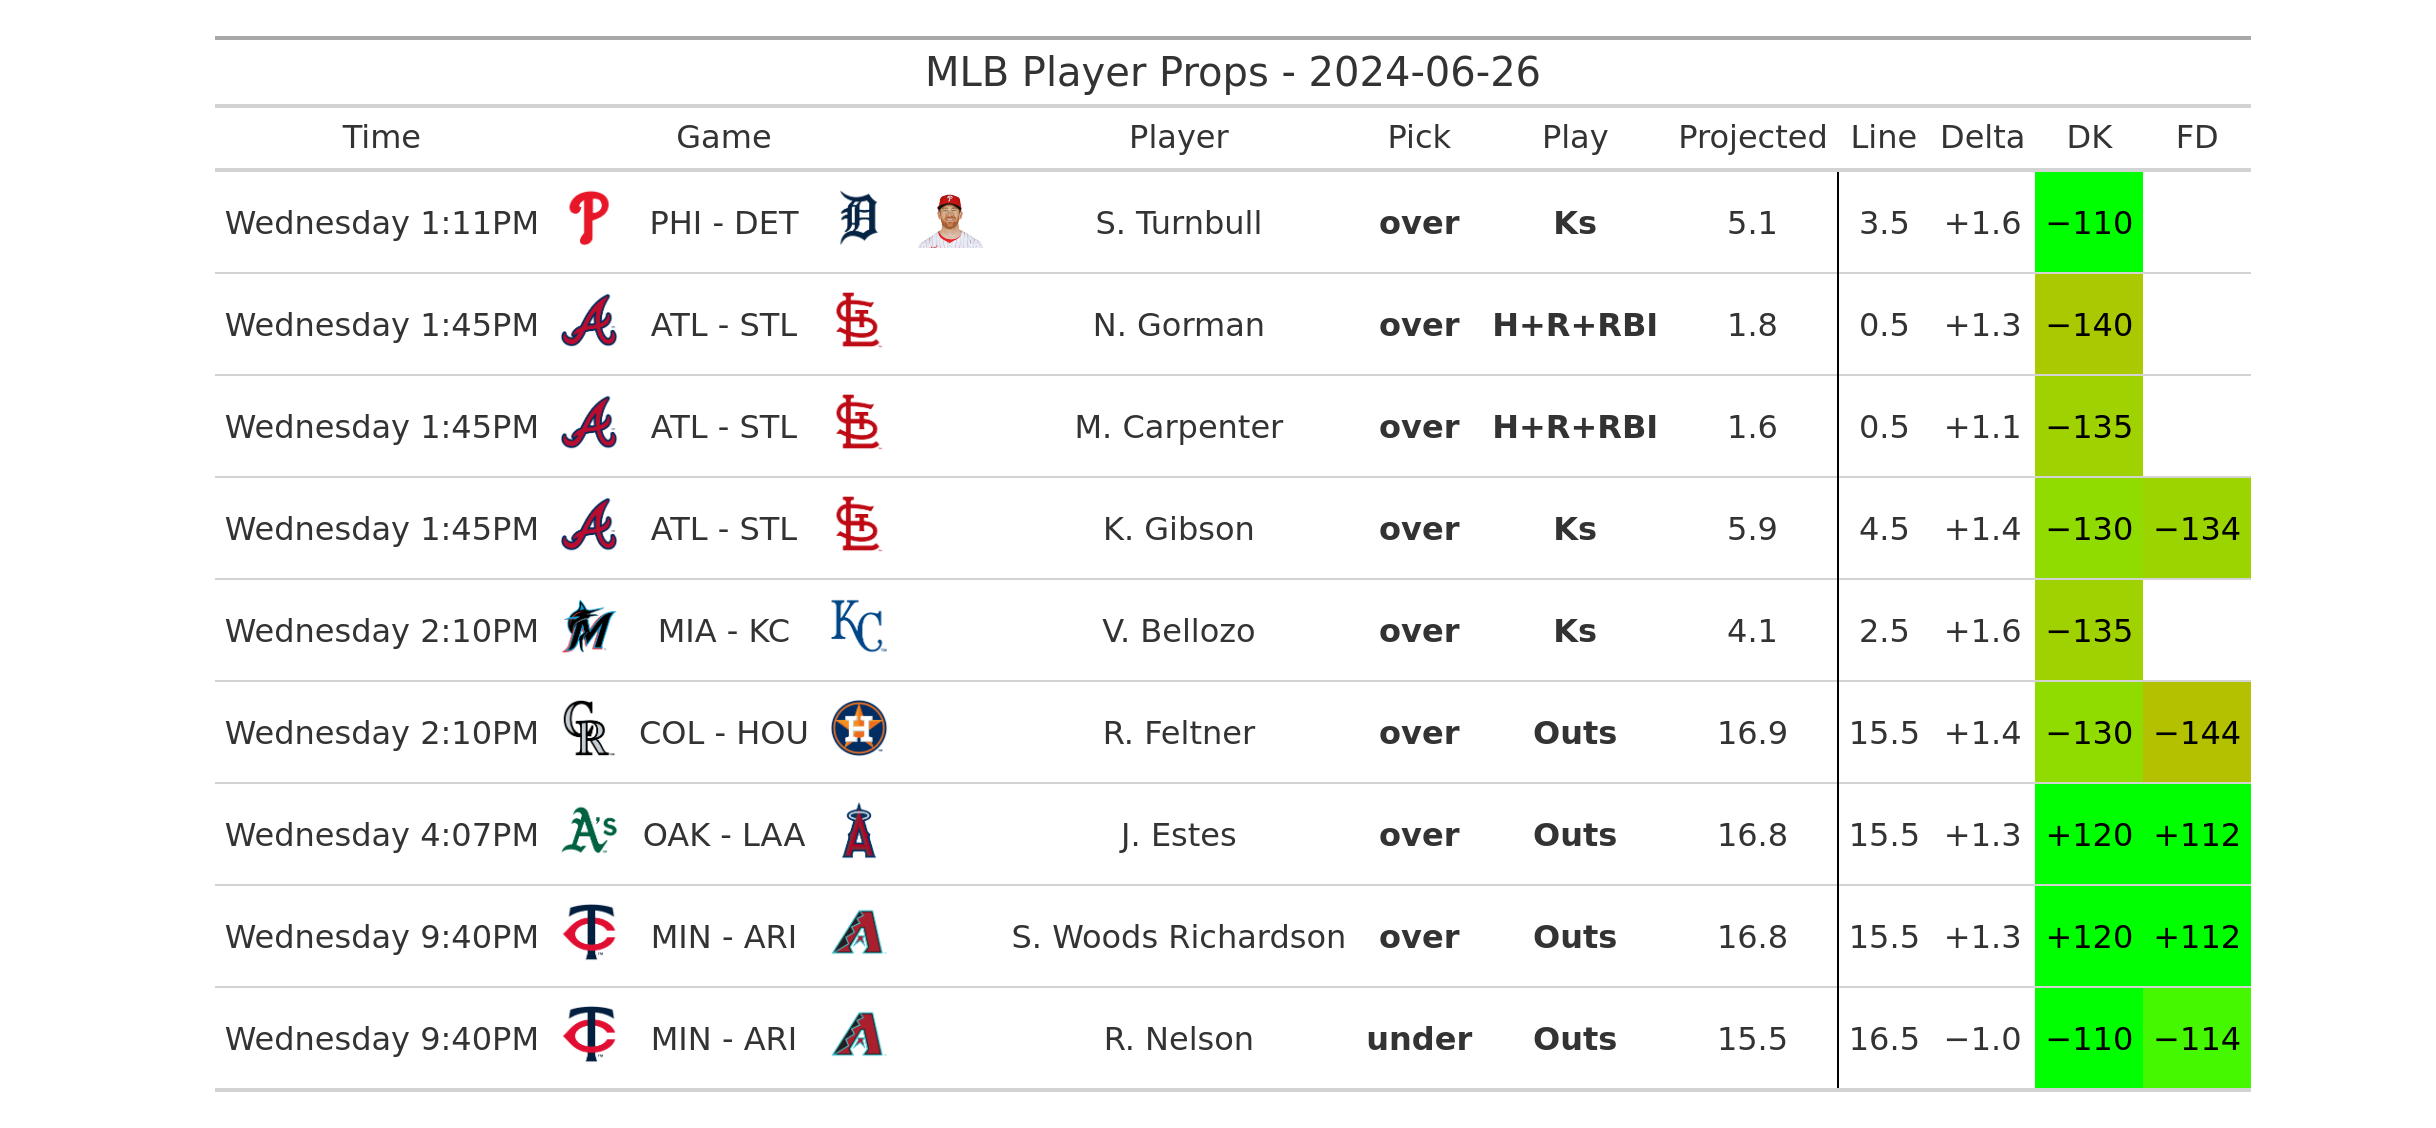 MLB Player Props - 2024-06-26
Time Game Player Pick Play Projected Line Delta DK FD
Wednesday 1:11PM PHI - DET S. Turnbull over Ks 5.1 3.5 +1.6 −110
Wednesday 1:45PM ATL - STL N. Gorman over H+R+RBI 1.8 0.5 +1.3 −140
Wednesday 1:45PM ATL - STL M. Carpenter over H+R+RBI 1.6 0.5 +1.1 −135
Wednesday 1:45PM ATL - STL K. Gibson over Ks 5.9 4.5 +1.4 −130 −134
Wednesday 2:10PM MIA - KC V. Bellozo over Ks 4.1 2.5 +1.6 −135
Wednesday 2:10PM COL - HOU R. Feltner over Outs 16.9 15.5 +1.4 −130 −144
Wednesday 4:07PM OAK - LAA J. Estes over Outs 16.8 15.5 +1.3 +120 +112
Wednesday 9:40PM MIN - ARI S. Woods Richardson over Outs 16.8 15.5 +1.3 +120 +112
Wednesday 9:40PM MIN - ARI R. Nelson under Outs 15.5 16.5 −1.0 −110 −114